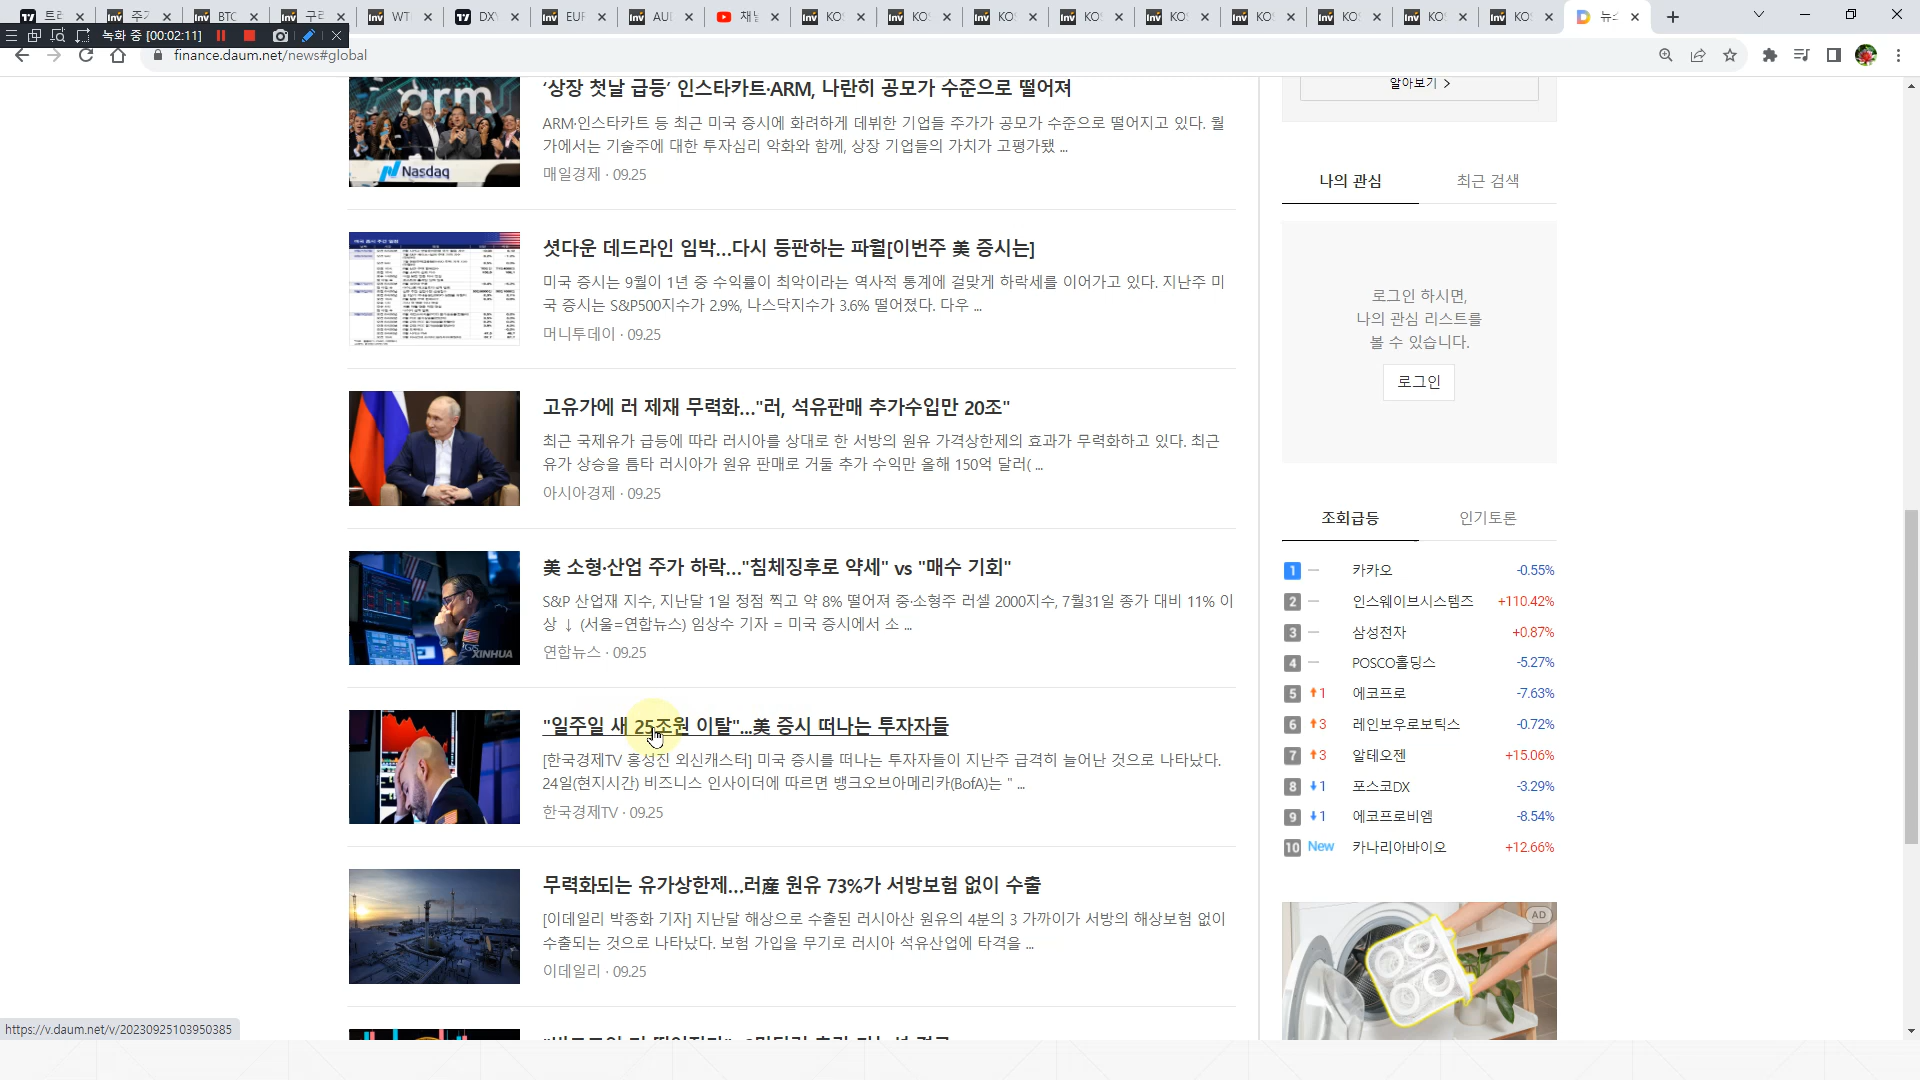 트레
주가
BTC
구리
WTI
DXY
EUR
AUI
채널
KOS
KOS
KOS
KOS
KOS
KOS
KOS
KOS
KOS
뉴스
녹화 중 [00:02:11]
finance.daum.net/news#global
'상장 첫날 급등' 인스타카트·ARM, 나란히 공모가 수준으로 떨어져
ARM·인스타카트 등 최근 미국 증시에 화려하게 데뷔한 기업들 주가가 공모가 수준으로 떨어지고 있다. 월
가에서는 기술주에 대한 투자심리 악화와 함께, 상장 기업들의 가치가 고평가됐 ...
매일경제 · 09.25
arm
Nasdaq
셧다운 데드라인 임박…다시 등판하는 파월[이번주 美 증시는]
미국 증시는 9월이 1년 중 수익률이 최악이라는 역사적 통계에 걸맞게 하락세를 이어가고 있다. 지난주 미
국 증시는 S&P500지수가 2.9%, 나스닥지수가 3.6% 떨어졌다. 다우 ...
머니투데이 · 09.25
고유가에 러 제재 무력화…"러, 석유판매 추가수입만 20조"
최근 국제유가 급등에 따라 러시아를 상대로 한 서방의 원유 가격상한제의 효과가 무력화하고 있다. 최근
유가 상승을 틈타 러시아가 원유 판매로 거둘 추가 수익만 올해 150억 달러( ...
아시아경제 · 09.25
美 소형·산업 주가 하락…"침체징후로 약세" vs "매수 기회"
S&P 산업재 지수, 지난달 1일 정점 찍고 약 8% 떨어져 중·소형주 러셀 2000지수, 7월31일 종가 대비 11% 이
상 ↓ (서울=연합뉴스) 임상수 기자 = 미국 증시에서 소 ...
연합뉴스 · 09.25
XINHUA
"일주일 새 25조원 이탈"...美 증시 떠나는 투자자들
[한국경제TV 홍성진 외신캐스터] 미국 증시를 떠나는 투자자들이 지난주 급격히 늘어난 것으로 나타났다.
24일(현지시간) 비즈니스 인사이더에 따르면 뱅크오브아메리카(BofA)는 " ...
한국경제TV · 09.25
무력화되는 유가상한제…러産 원유 73%가 서방보험 없이 수출
[이데일리 박종화 기자] 지난달 해상으로 수출된 러시아산 원유의 4분의 3 가까이가 서방의 해상보험 없이
수출되는 것으로 나타났다. 보험 가입을 무기로 러시아 석유산업에 타격을 ...
이데일리 · 09.25
알아보기 >
나의 관심
최근 검색
로그인 하시면,
나의 관심 리스트를
볼 수 있습니다.
로그인
조회급등
인기토론
1 — 카카오 -0.55%
2 — 인스웨이브시스템즈 +110.42%
3 — 삼성전자 +0.87%
4 — POSCO홀딩스 -5.27%
5 ↑1 에코프로 -7.63%
6 ↑3 레인보우로보틱스 -0.72%
7 ↑3 알테오젠 +15.06%
8 ↓1 포스코DX -3.29%
9 ↓1 에코프로비엠 -8.54%
10 New 카나리아바이오 +12.66%
AD
https://v.daum.net/v/20230925103950385